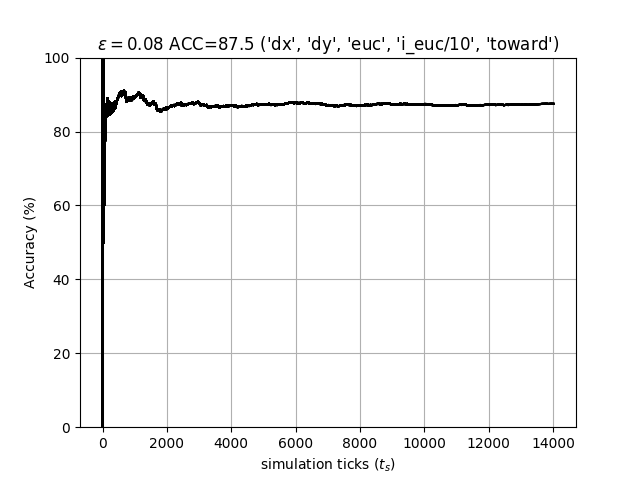 ε = 0.08 ACC=87.5 ('dx', 'dy', 'euc', 'i_euc/10', 'toward')
100
80
60
40
20
0
Accuracy (%)
0 2000 4000 6000 8000 10000 12000 14000
simulation ticks (tₛ)